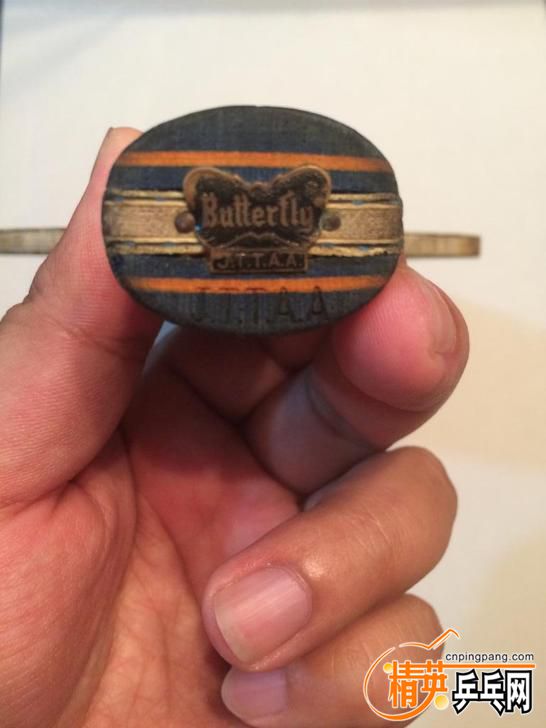 Butterfly
J.T.T.A.A.
J.T.T.A.A
cnpingpang.com
精英乒乓网